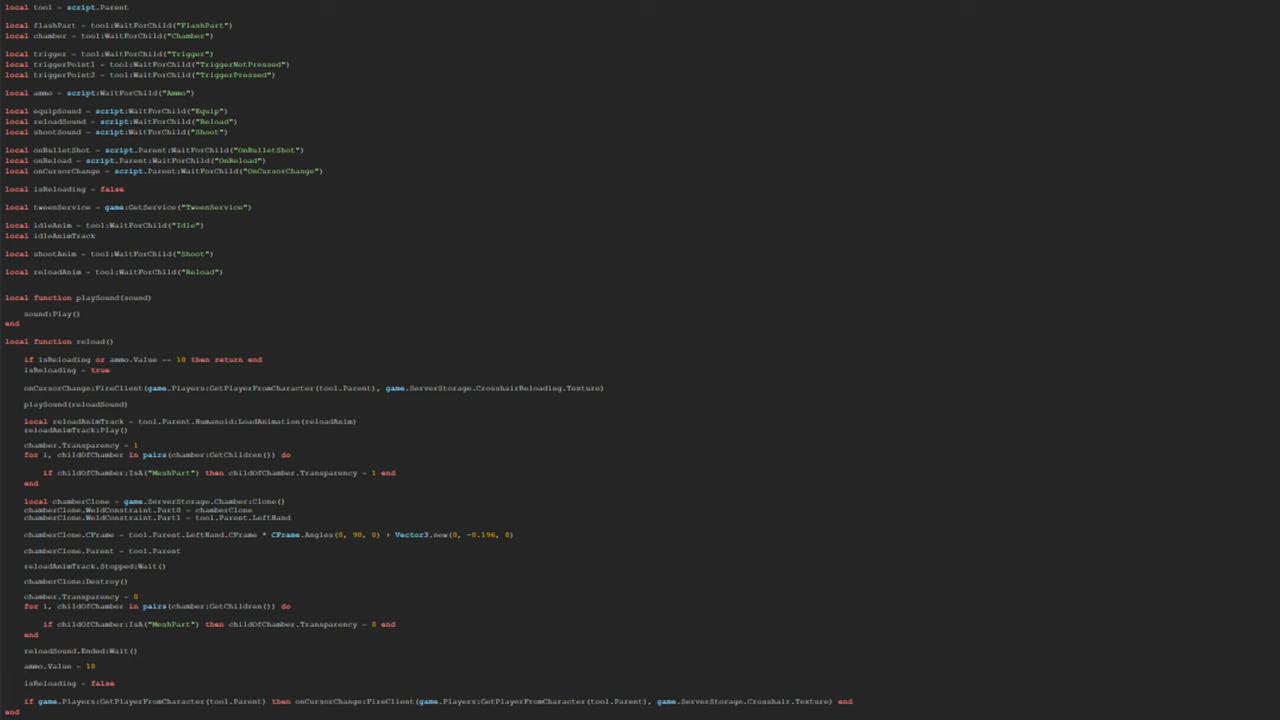 local tool = script.Parent
local flashPart = tool:WaitForChild("FlashPart")
local chamber = tool:WaitForChild("Chamber")
local trigger = tool:WaitForChild("Trigger")
local triggerPoint1 = tool:WaitForChild("TriggerNotPressed")
local triggerPoint2 = tool:WaitForChild("TriggerPressed")
local ammo = script:WaitForChild("Ammo")
local equipSound = script:WaitForChild("Equip")
local reloadSound = script:WaitForChild("Reload")
local shootSound = script:WaitForChild("Shoot")
local onBulletShot = script.Parent:WaitForChild("OnBulletShot")
local onReload = script.Parent:WaitForChild("OnReload")
local onCursorChange = script.Parent:WaitForChild("OnCursorChange")
local isReloading = false
local tweenService = game:GetService("TweenService")
local idleAnim = tool:WaitForChild("Idle")
local idleAnimTrack
local shootAnim = tool:WaitForChild("Shoot")
local reloadAnim = tool:WaitForChild("Reload")
local function playSound(sound)
sound:Play()
end
local function reload()
if isReloading or ammo.Value == 10 then return end
isReloading = true
onCursorChange:FireClient(game.Players:GetPlayerFromCharacter(tool.Parent), game.ServerStorage.CrosshairReloading.Texture)
playSound(reloadSound)
local reloadAnimTrack = tool.Parent.Humanoid:LoadAnimation(reloadAnim)
reloadAnimTrack:Play()
chamber.Transparency = 1
for i, childOfChamber in pairs(chamber:GetChildren()) do
if childOfChamber:IsA("MeshPart") then childOfChamber.Transparency = 1 end
end
local chamberClone = game.ServerStorage.Chamber:Clone()
chamberClone.WeldConstraint.Part0 = chamberClone
chamberClone.WeldConstraint.Part1 = tool.Parent.LeftHand
chamberClone.CFrame = tool.Parent.LeftHand.CFrame * CFrame.Angles(0, 90, 0) + Vector3.new(0, -0.196, 0)
chamberClone.Parent = tool.Parent
reloadAnimTrack.Stopped:Wait()
chamberClone:Destroy()
chamber.Transparency = 0
for i, childOfChamber in pairs(chamber:GetChildren()) do
if childOfChamber:IsA("MeshPart") then childOfChamber.Transparency = 0 end
end
reloadSound.Ended:Wait()
ammo.Value = 10
isReloading = false
if game.Players:GetPlayerFromCharacter(tool.Parent) then onCursorChange:FireClient(game.Players:GetPlayerFromCharacter(tool.Parent), game.ServerStorage.Crosshair.Texture) end
end